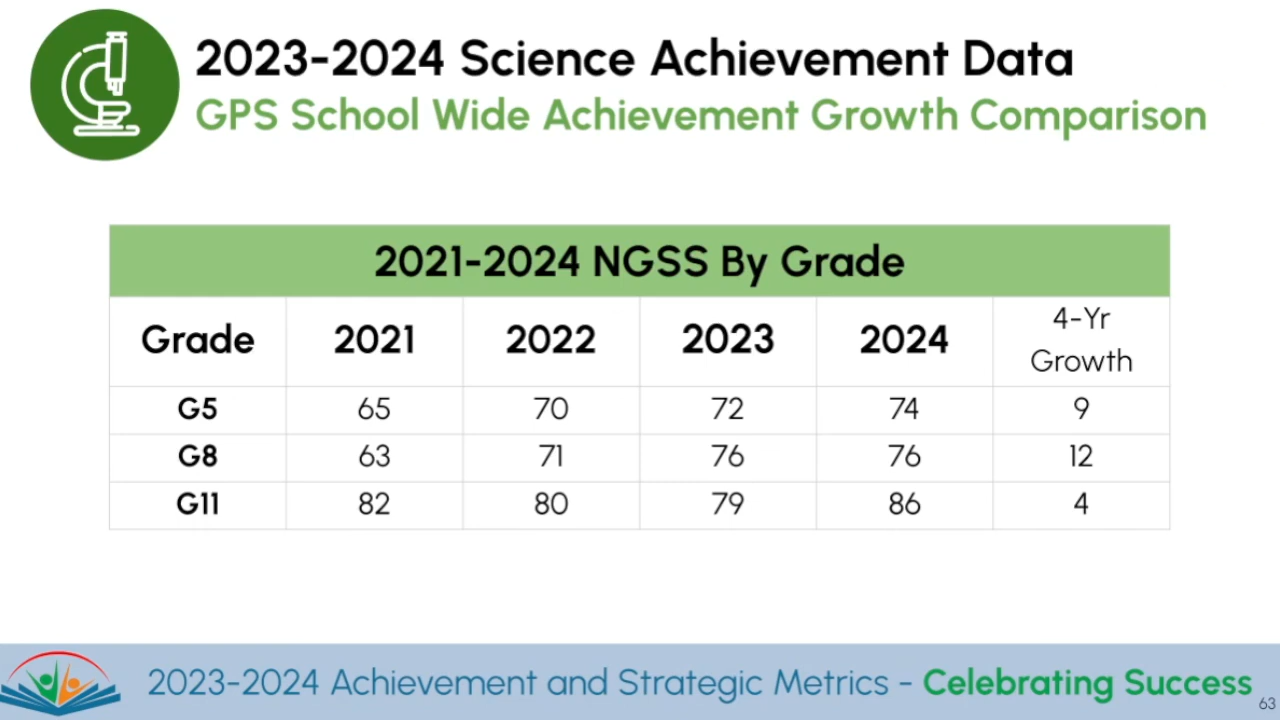 2023-2024 Science Achievement Data
GPS School Wide Achievement Growth Comparison
2021-2024 NGSS By Grade
Grade 2021 2022 2023 2024 4-Yr Growth
G5 65 70 72 74 9
G8 63 71 76 76 12
G11 82 80 79 86 4
2023-2024 Achievement and Strategic Metrics - Celebrating Success
63